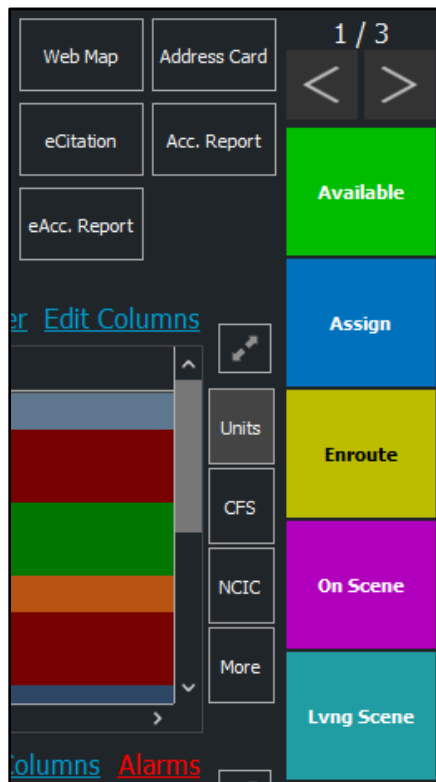 1 / 3
Web Map
Address Card
< >
eCitation
Acc. Report
Available
eAcc. Report
Edit Columns
Assign
Units
Enroute
CFS
NCIC
On Scene
More
Lvng Scene
Alarms